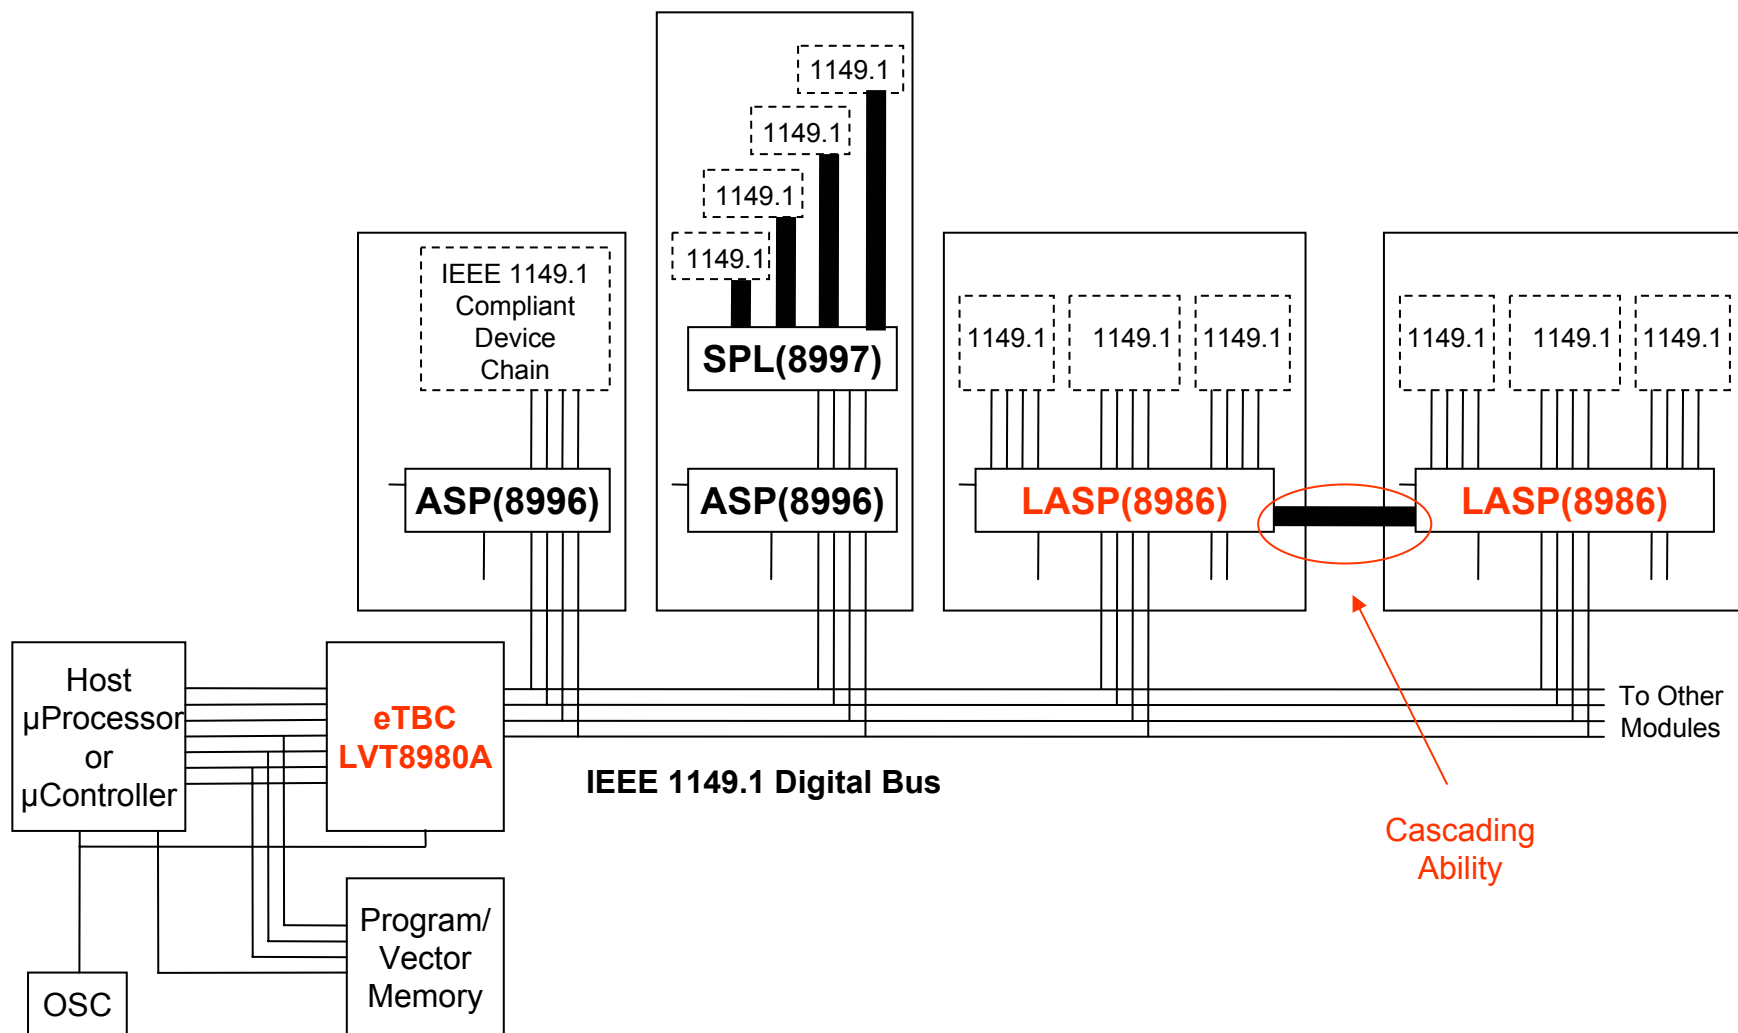 1149.1
1149.1
1149.1
1149.1
IEEE 1149.1
Compliant
Device
Chain
SPL(8997)
1149.1
1149.1
1149.1
1149.1
1149.1
1149.1
ASP(8996)
ASP(8996)
LASP(8986)
LASP(8986)
Host
µProcessor
or
µController
eTBC
LVT8980A
To Other
Modules
IEEE 1149.1 Digital Bus
Cascading
Ability
Program/
Vector
Memory
OSC